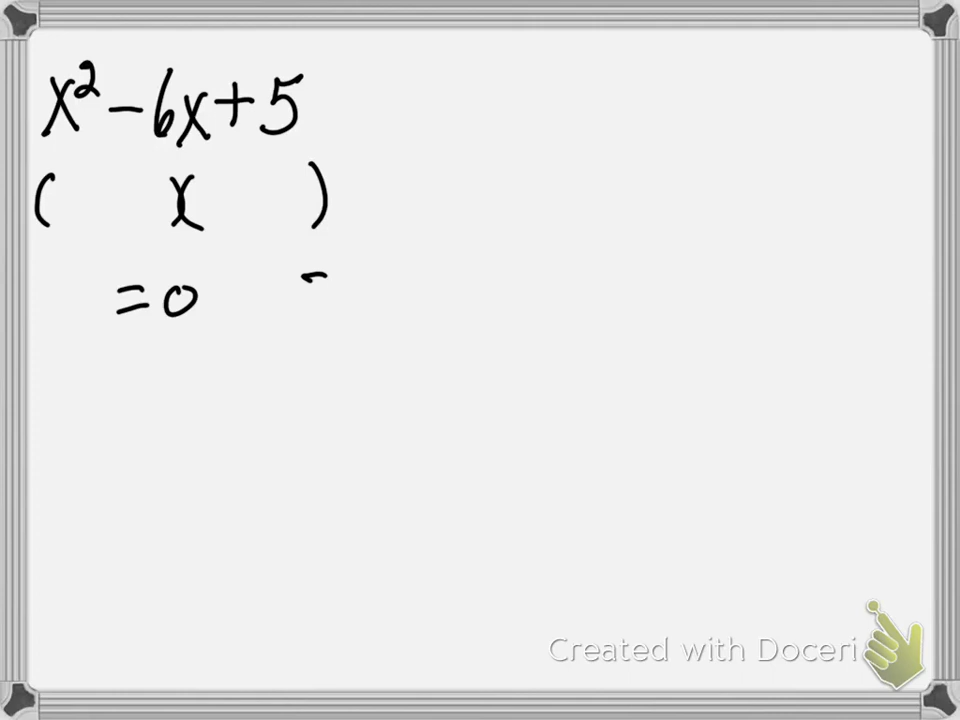 x² - 6x + 5
( )( )
= 0 =
Created with Doceri